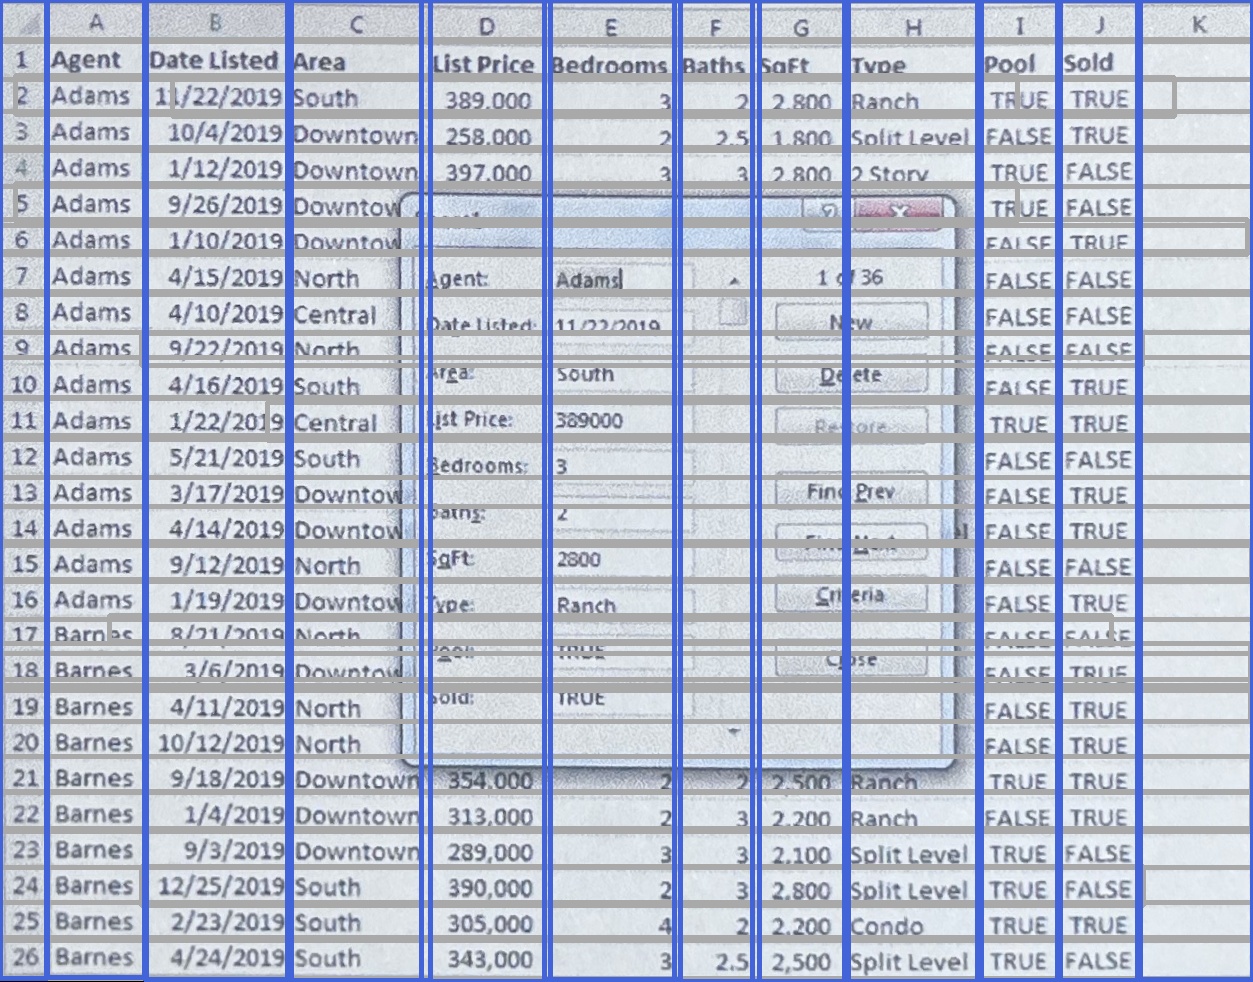 A B C D E F G H I J K
1 Agent Date Listed Area List Price Bedrooms Baths SqFt Type Pool Sold
2 Adams 11/22/2019 South 389,000 3 2 2,800 Ranch TRUE TRUE
3 Adams 10/4/2019 Downtown 258,000 2 2.5 1,800 Split Level FALSE TRUE
4 Adams 1/12/2019 Downtown 397,000 3 3 2,800 2 Story TRUE FALSE
5 Adams 9/26/2019 Downtow TRUE FALSE
6 Adams 1/10/2019 Downtow FALSE TRUE
7 Adams 4/15/2019 North FALSE FALSE
8 Adams 4/10/2019 Central FALSE FALSE
9 Adams 9/22/2019 North FALSE FALSE
10 Adams 4/16/2019 South FALSE TRUE
11 Adams 1/22/2019 Central TRUE TRUE
12 Adams 5/21/2019 South FALSE FALSE
13 Adams 3/17/2019 Downtow FALSE TRUE
14 Adams 4/14/2019 Downtow FALSE TRUE
15 Adams 9/12/2019 North FALSE FALSE
16 Adams 1/19/2019 Downtow FALSE TRUE
17 Barnes 8/21/2019 North FALSE FALSE
18 Barnes 3/6/2019 Downtow FALSE TRUE
19 Barnes 4/11/2019 North FALSE TRUE
20 Barnes 10/12/2019 North FALSE TRUE
21 Barnes 9/18/2019 Downtown 354,000 2 2 2,500 Ranch TRUE TRUE
22 Barnes 1/4/2019 Downtown 313,000 2 3 2,200 Ranch FALSE TRUE
23 Barnes 9/3/2019 Downtown 289,000 3 3 2,100 Split Level TRUE FALSE
24 Barnes 12/25/2019 South 390,000 2 3 2,800 Split Level TRUE FALSE
25 Barnes 2/23/2019 South 305,000 4 2 2,200 Condo TRUE TRUE
26 Barnes 4/24/2019 South 343,000 3 2.5 2,500 Split Level TRUE FALSE
Agent: Adams 1 of 36
Date Listed: 11/22/2019 New
Area: South Delete
List Price: 389000 Restore
Bedrooms: 3
Find Prev
Baths: 2
Find Next
SqFt: 2800
Type: Ranch Criteria
Pool: TRUE Close
Sold: TRUE